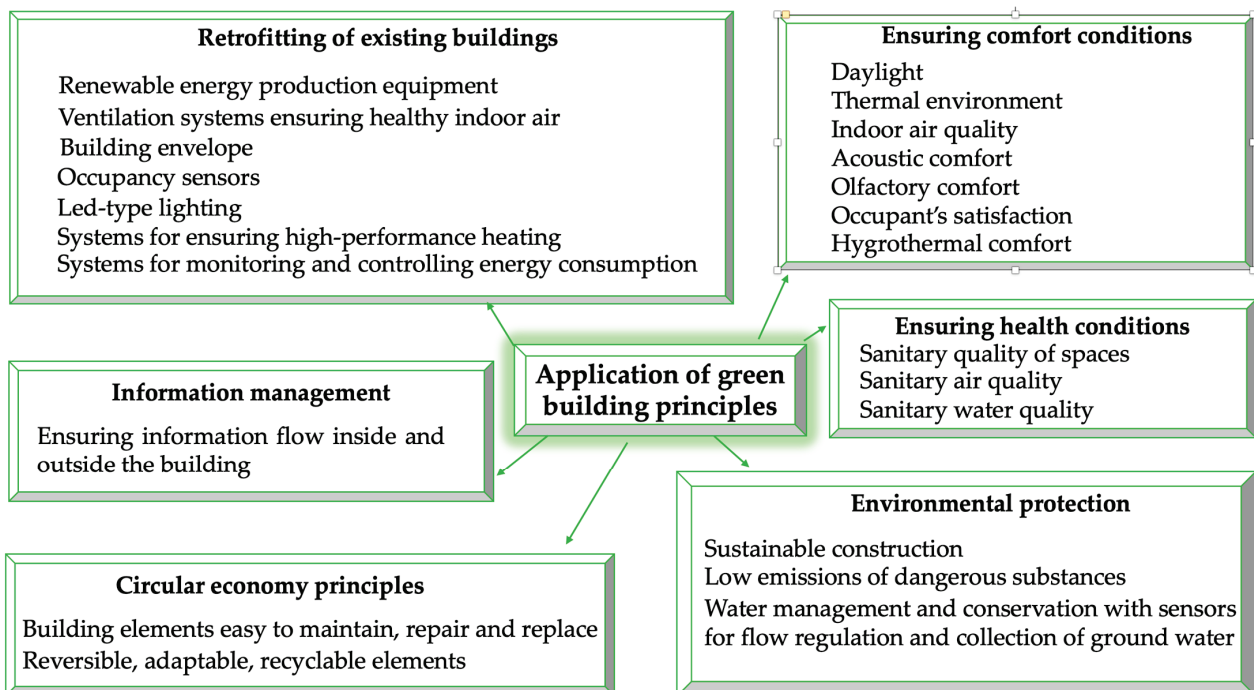 Retrofitting of existing buildings
Renewable energy production equipment
Ventilation systems ensuring healthy indoor air
Building envelope
Occupancy sensors
Led-type lighting
Systems for ensuring high-performance heating
Systems for monitoring and controlling energy consumption
Ensuring comfort conditions
Daylight
Thermal environment
Indoor air quality
Acoustic comfort
Olfactory comfort
Occupant’s satisfaction
Hygrothermal comfort
Application of green
building principles
Ensuring health conditions
Sanitary quality of spaces
Sanitary air quality
Sanitary water quality
Information management
Ensuring information flow inside and
outside the building
Environmental protection
Sustainable construction
Low emissions of dangerous substances
Water management and conservation with sensors
for flow regulation and collection of ground water
Circular economy principles
Building elements easy to maintain, repair and replace
Reversible, adaptable, recyclable elements